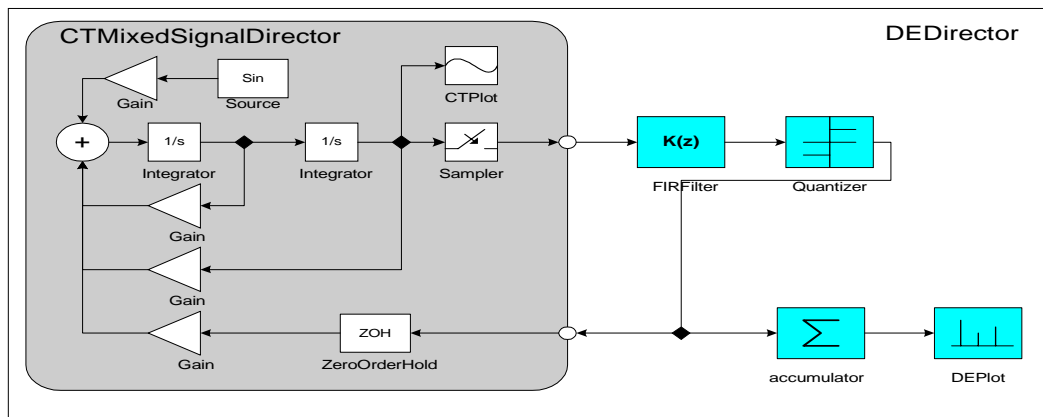 CTMixedSignalDirector
DEDirector
Sin
Gain
Source
CTPlot
+
1/s
1/s
K(z)
Integrator
Integrator
Sampler
FIRFilter
Quantizer
Gain
Gain
ZOH
Gain
ZeroOrderHold
accumulator
DEPlot